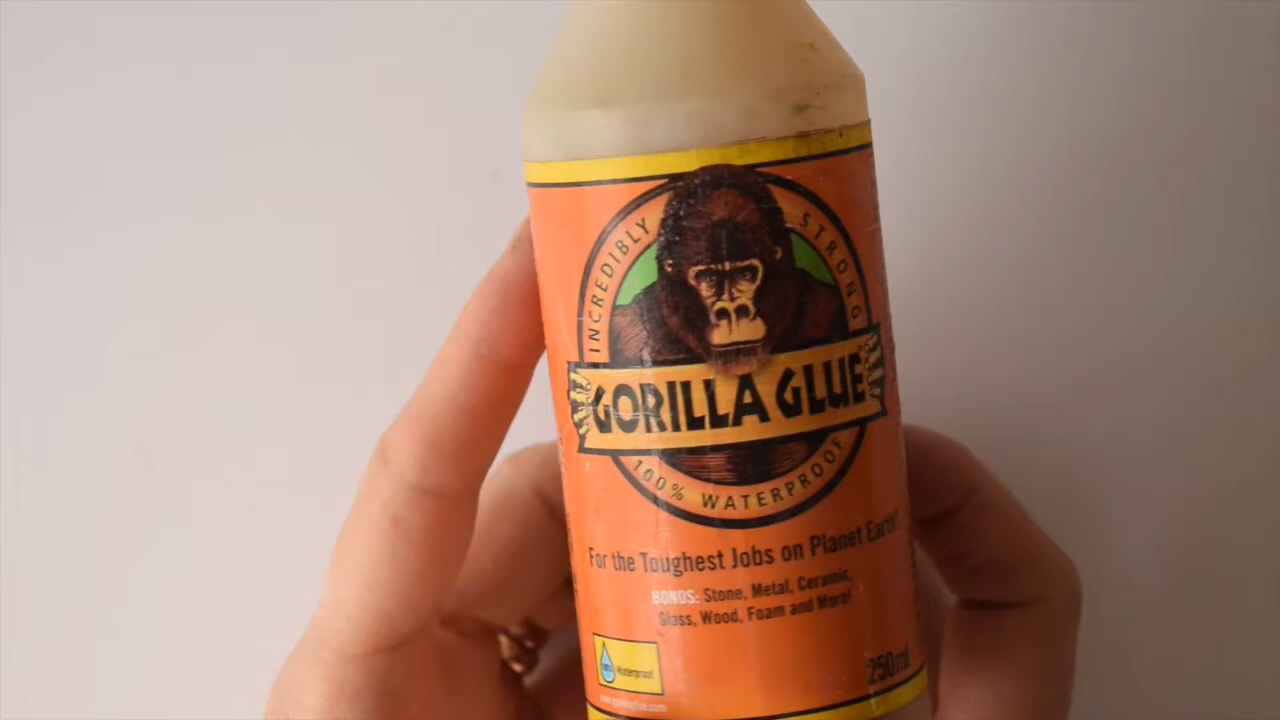 INCREDIBLY STRONG
GORILLA GLUE
100% WATERPROOF
For the Toughest Jobs on Planet Earth!
BONDS: Stone, Metal, Ceramic,
Glass, Wood, Foam and More!
Waterproof
250ml